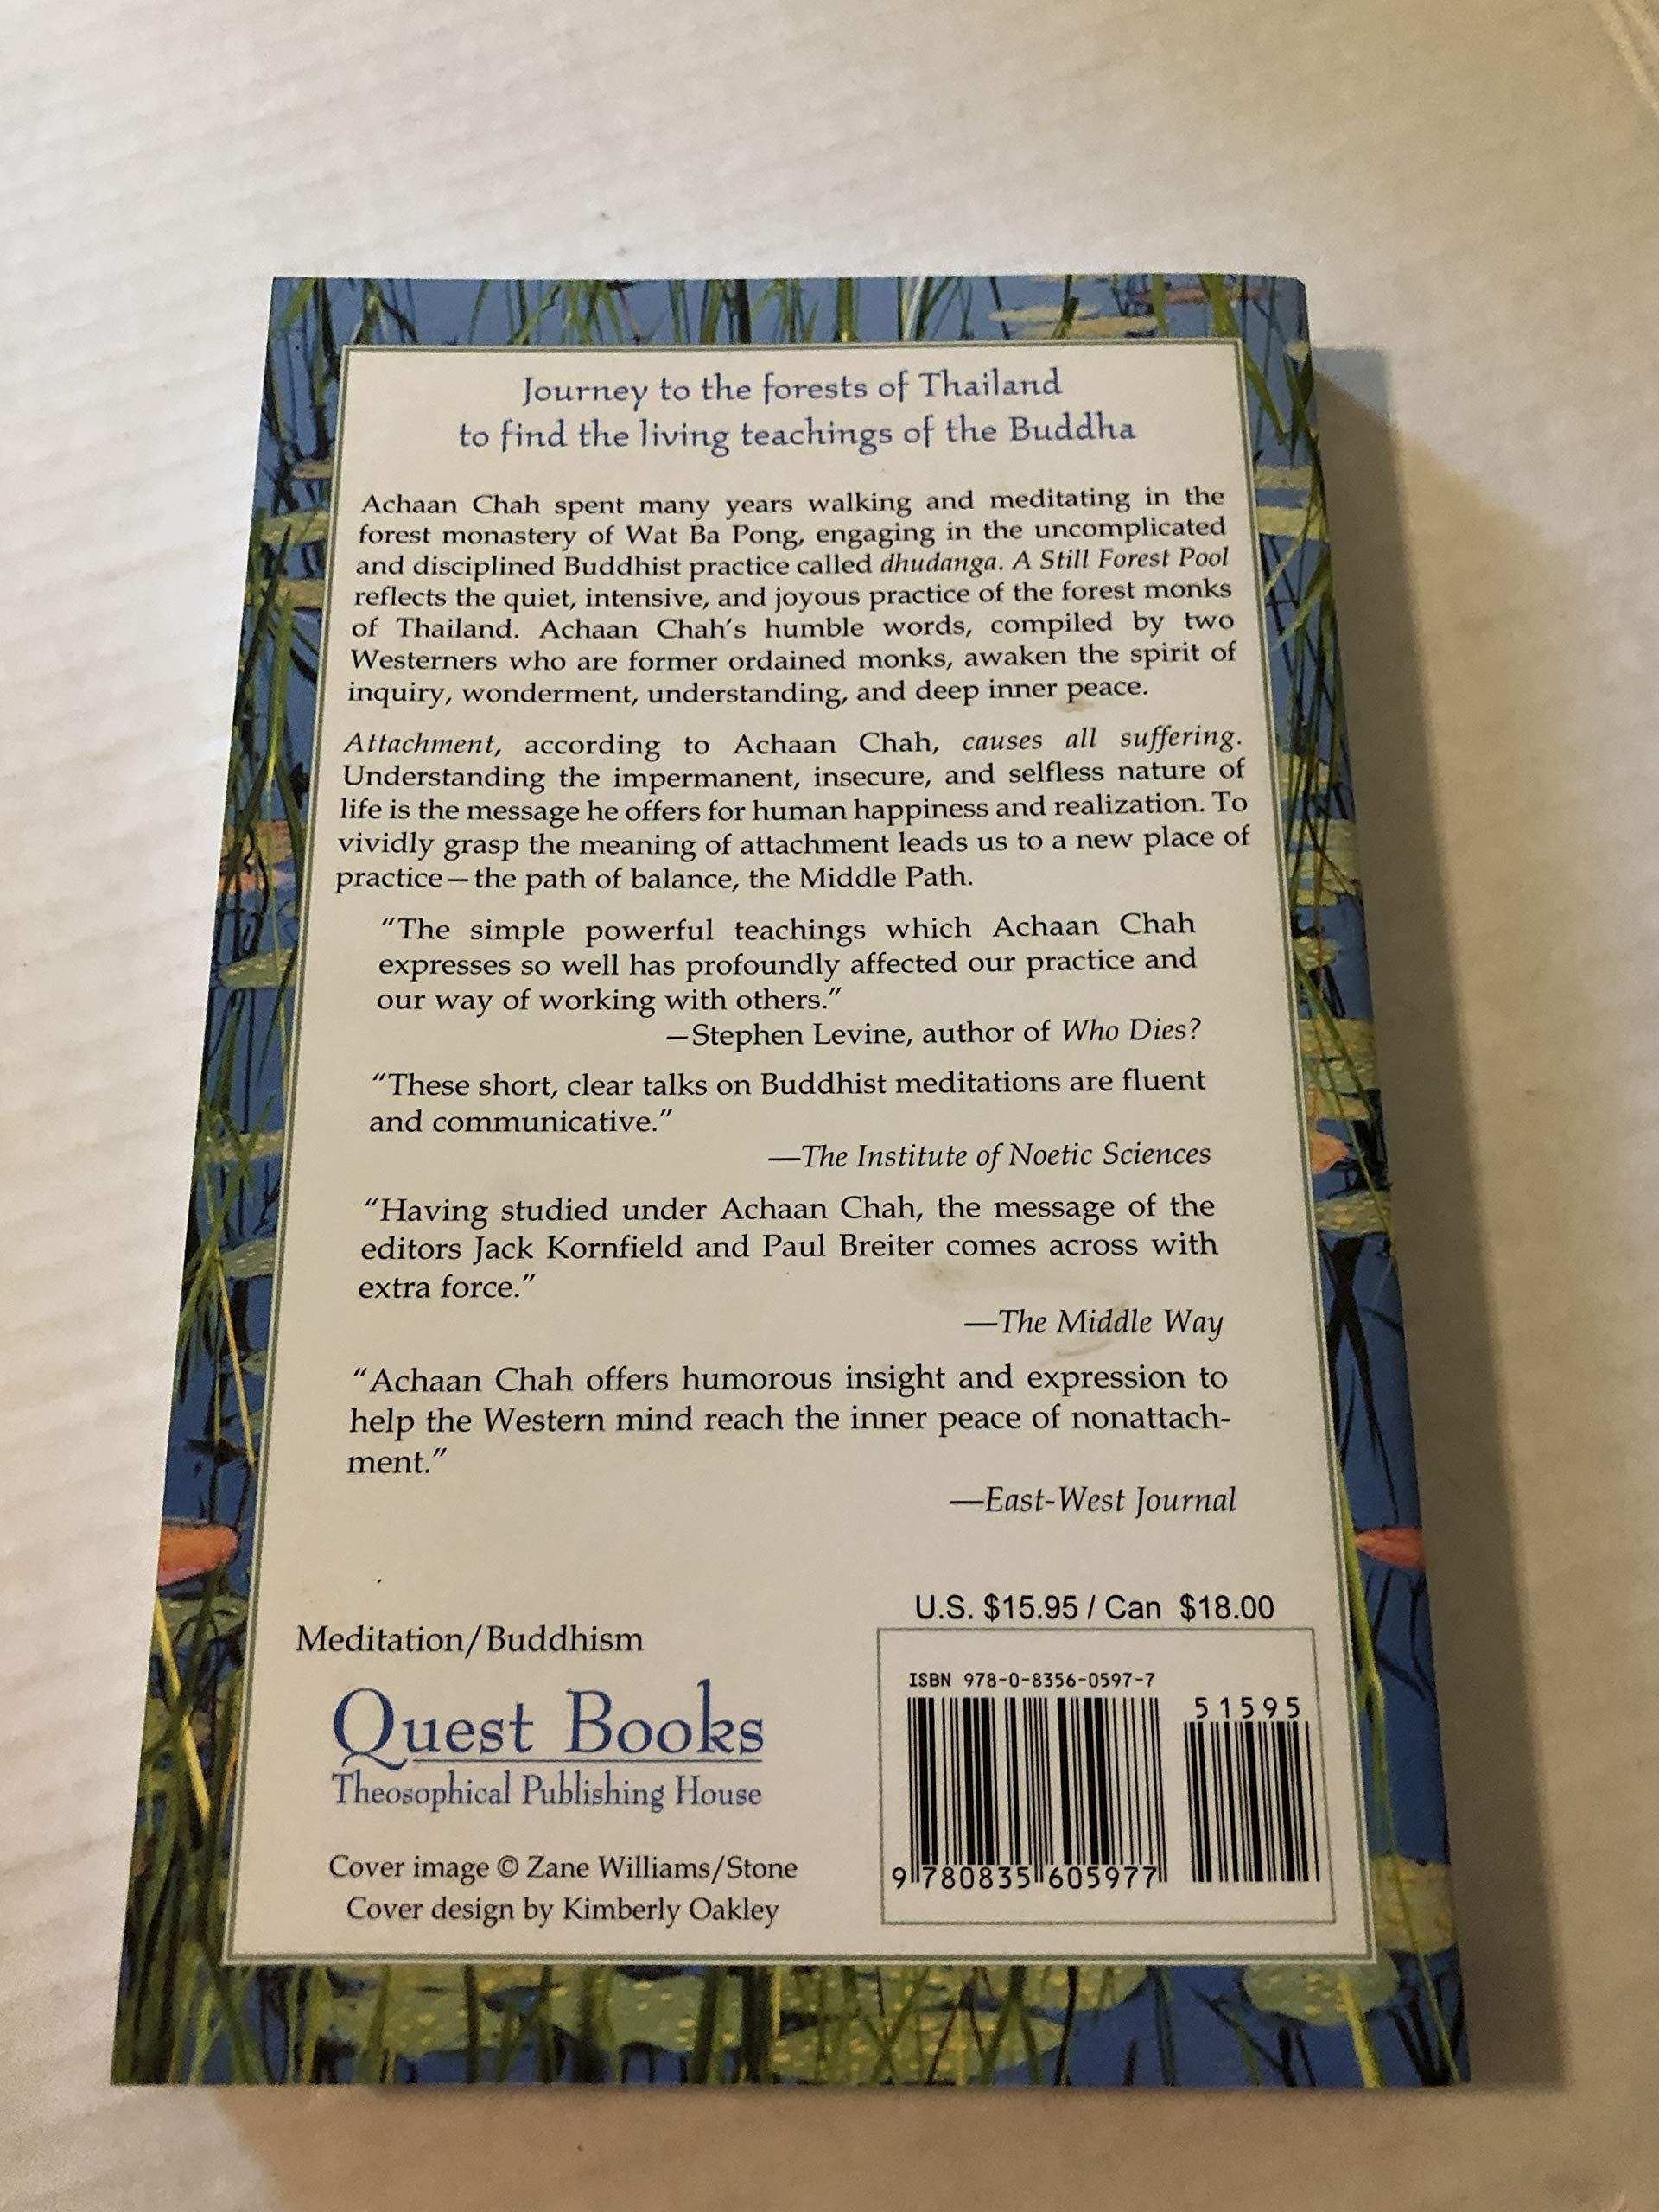 Journey to the forests of Thailand
to find the living teachings of the Buddha
Achaan Chah spent many years walking and meditating in the
forest monastery of Wat Ba Pong, engaging in the uncomplicated
and disciplined Buddhist practice called dhudanga. A Still Forest Pool
reflects the quiet, intensive, and joyous practice of the forest monks
of Thailand. Achaan Chah's humble words, compiled by two
Westerners who are former ordained monks, awaken the spirit of
inquiry, wonderment, understanding, and deep inner peace.
Attachment, according to Achaan Chah, causes all suffering.
Understanding the impermanent, insecure, and selfless nature of
life is the message he offers for human happiness and realization. To
vividly grasp the meaning of attachment leads us to a new place of
practice—the path of balance, the Middle Path.
“The simple powerful teachings which Achaan Chah
expresses so well has profoundly affected our practice and
our way of working with others.”
—Stephen Levine, author of Who Dies?
“These short, clear talks on Buddhist meditations are fluent
and communicative.”
—The Institute of Noetic Sciences
“Having studied under Achaan Chah, the message of the
editors Jack Kornfield and Paul Breiter comes across with
extra force.”
—The Middle Way
“Achaan Chah offers humorous insight and expression to
help the Western mind reach the inner peace of nonattach-
ment.”
—East-West Journal
U.S. $15.95 / Can $18.00
Meditation/Buddhism
Quest Books
Theosophical Publishing House
Cover image © Zane Williams/Stone
Cover design by Kimberly Oakley
ISBN 978-0-8356-0597-7
51595
9 780835 605977